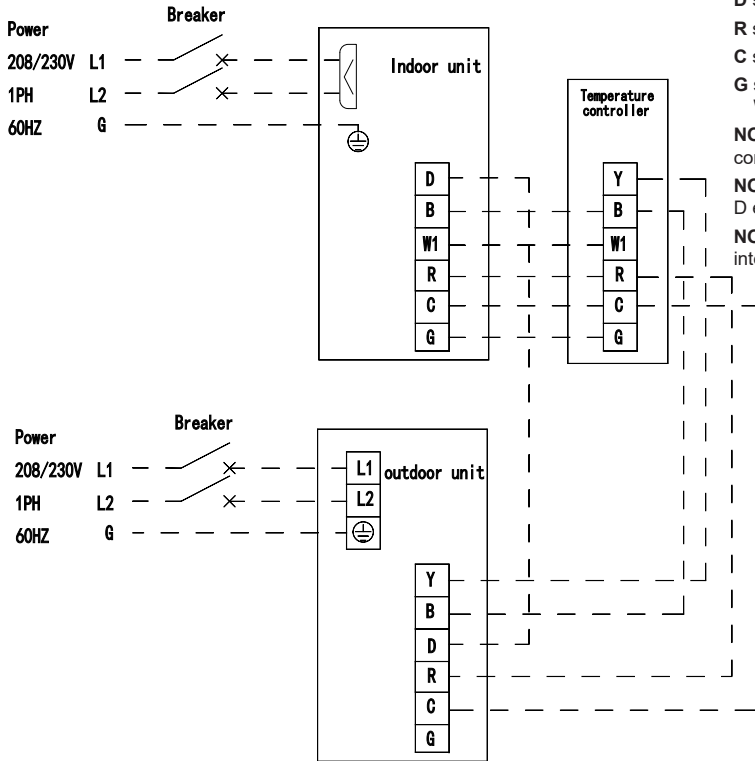 Breaker
Power
208/230V L1
1PH L2
60HZ G
Indoor unit
D
B
W1
R
C
G
Temperature
controller
Y
B
W1
R
C
G
D
R
C
G
Breaker
Power
208/230V L1
1PH L2
60HZ G
L1
L2
outdoor unit
Y
B
D
R
C
G